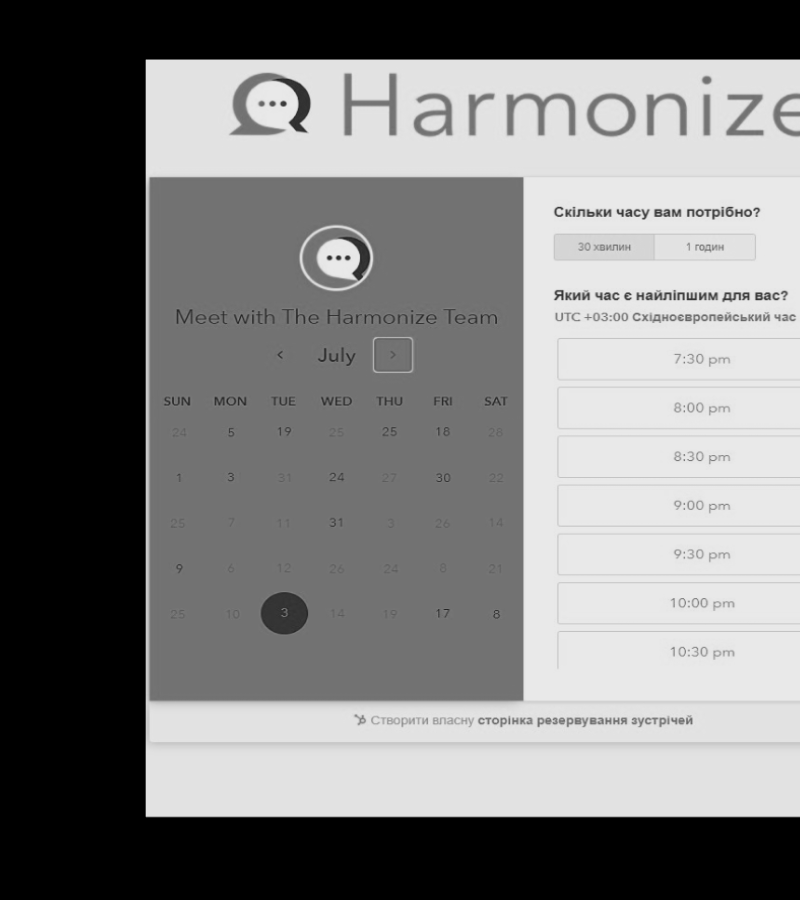 Harmonize
Meet with The Harmonize Team
< July >
SUN MON TUE WED THU FRI SAT
24 5 19 25 25 18 28
1 3 31 24 27 30 22
25 7 11 31 3 26 14
9 6 12 26 24 8 21
25 10 3 14 19 17 8
Скільки часу вам потрібно?
30 хвилин 1 годин
Який час є найліпшим для вас?
UTC +03:00 Східноєвропейський час
7:30 pm
8:00 pm
8:30 pm
9:00 pm
9:30 pm
10:00 pm
10:30 pm
Створити власну сторінка резервування зустрічей